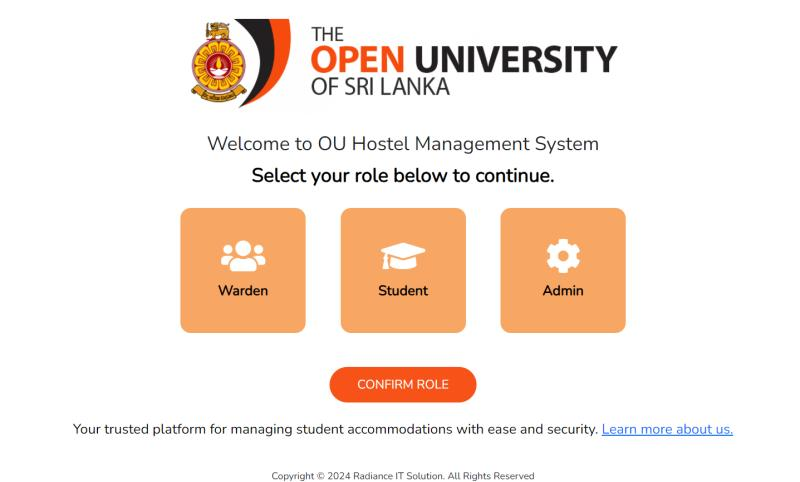 THE
OPEN UNIVERSITY
OF SRI LANKA
Welcome to OU Hostel Management System
Select your role below to continue.
Warden
Student
Admin
CONFIRM ROLE
Your trusted platform for managing student accommodations with ease and security. Learn more about us.
Copyright © 2024 Radiance IT Solution. All Rights Reserved